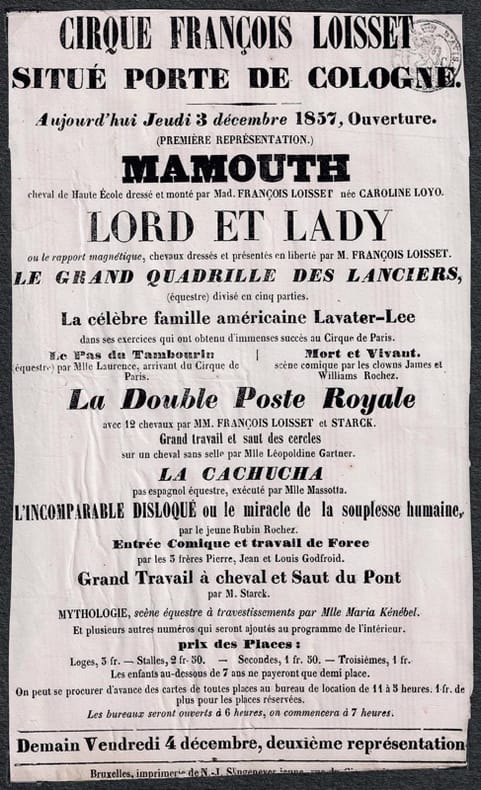 CIRQUE FRANÇOIS LOISSET
SITUÉ PORTE DE COLOGNE.
Aujourd'hui Jeudi 3 décembre 1857, Ouverture.
(PREMIÈRE REPRÉSENTATION.)
MAMOUTH
cheval de Haute École dressé et monté par Mad. FRANÇOIS LOISSET née CAROLINE LOYO.
LORD ET LADY
ou le rapport magnétique, chevaux dressés et présentés en liberté par M. FRANÇOIS LOISSET.
LE GRAND QUADRILLE DES LANCIERS,
(équestre) divisé en cinq parties.
La célèbre famille américaine Lavater-Lee
dans ses exercices qui ont obtenu d'immenses succès au Cirque de Paris.
Le Pas du Tambourin
équestre) par Mlle Laurence, arrivant du Cirque de
Paris.
Mort et Vivant.
scène comique par les clowns James et
Williams Rochez.
La Double Poste Royale
avec 12 chevaux par MM. FRANÇOIS LOISSET et STARCK.
Grand travail et saut des cercles
sur un cheval sans selle par Mlle Léopoldine Gartner.
LA CACHUCHA
pas espagnol équestre, exécuté par Mlle Massotta.
L'INCOMPARABLE DISLOQUÉ ou le miracle de la souplesse humaine,
par le jeune Rubin Rochez.
Entrée Comique et travail de Force
par les 3 frères Pierre, Jean et Louis Godfroid.
Grand Travail à cheval et Saut du Pont
par M. Starck.
MYTHOLOGIE, scène équestre à travestissements par Mlle Maria Kénébel.
Et plusieurs autres numéros qui seront ajoutés au programme de l'intérieur.
prix des Places :
Loges, 3 fr. — Stalles, 2 fr. 50. — Secondes, 1 fr. 50. — Troisièmes, 1 fr.
Les enfants au-dessous de 7 ans ne payeront que demi place.
On peut se procurer d'avance des cartes de toutes places au bureau de location de 11 à 3 heures. 1 fr. de
plus pour les places réservées.
Les bureaux seront ouverts à 6 heures, on commencera à 7 heures.
Demain Vendredi 4 décembre, deuxième représentation
Bruxelles, imprimerie de N.-J. Slingeneyer jeune, rue